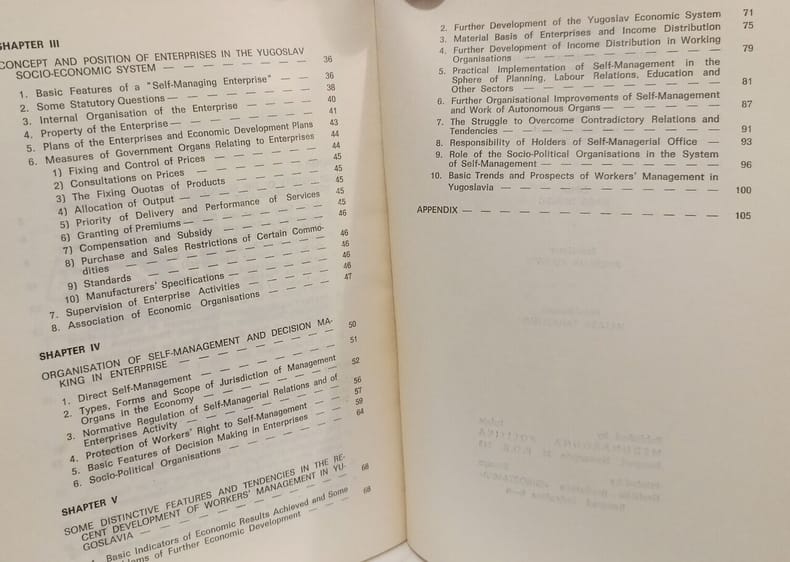 SHAPTER III
CONCEPT AND POSITION OF ENTERPRISES IN THE YUGOSLAV
SOCIO-ECONOMIC SYSTEM — — — — — — — — — 36
1. Basic Features of a "Self-Managing Enterprise" — — 36
2. Some Statutory Questions — — — — — — — 38
3. Internal Organisation of the Enterprise — — — — 40
4. Property of the Enterprise — — — — — — — 41
5. Plans of the Enterprises and Economic Development Plans 43
6. Measures of Government Organs Relating to Enterprises 44
1) Fixing and Control of Prices — — — — — 44
2) Consultations on Prices — — — — — — 45
3) The Fixing Ouotas of Products — — — — — 45
4) Allocation of Output — — — — — — — 45
5) Priority of Delivery and Performance of Services 45
6) Granting of Premiums — — — — — — — 45
7) Compensation and Subsidy — — — — — — 46
8) Purchase and Sales Restrictions of Certain Commo-
dities — — — — — — — — — — 46
9) Standards — — — — — — — — — 46
10) Manufacturers' Specifications — — — — — 46
7. Supervision of Enterprise Activities — — — — — 46
8. Association of Economic Organisations — — — — 47
SHAPTER IV
ORGANISATION OF SELF-MANAGEMENT AND DECISION MA-
KING IN ENTERPRISE — — — — — — — — — 50
1. Direct Self-Management — — — — — — — 51
2. Types, Forms and Scope of Jurisdiction of Management
Organs in the Economy — — — — — — — 52
3. Normative Regulation of Self-Managerial Relations and of
Enterprises Activity — — — — — — — — 56
4. Protection of Workers' Right to Self-Management — — 57
5. Basic Features of Decision Making in Enterprises — — 59
6. Socio-Political Organisations — — — — — — 64
SHAPTER V
SOME DISTINCTIVE FEATURES AND TENDENCIES IN THE RE-
CENT DEVELOPMENT OF WORKERS' MANAGEMENT IN YU-
GOSLAVIA — — — — — — — — — — — 68
Basic Indicators of Economic Results Achieved and Some
of Further Economic Development — — — — 68
2. Further Development of the Yugoslav Economic System 71
3. Material Basis of Enterprises and Income Distribution 75
4. Further Development of Income Distribution in Working
Organisations — — — — — — — — — 79
5. Practical Implementation of Self-Management in the
Sphere of Planning, Labour Relations, Education and
Other Sectors — — — — — — — — — 81
6. Further Organisational Improvements of Self-Management
and Work of Autonomous Organs — — — — — 87
7. The Struggle to Overcome Contradictory Relations and
Tendencies — — — — — — — — — — 91
8. Responsibility of Holders of Self-Managerial Office — — 93
9. Role of the Socio-Political Organisations in the System
of Self-Management — — — — — — — — 96
10. Basic Trends and Prospects of Workers' Management in
Yugoslavia — — — — — — — — — — 100
APPENDIX — — — — — — — — — — — — 105